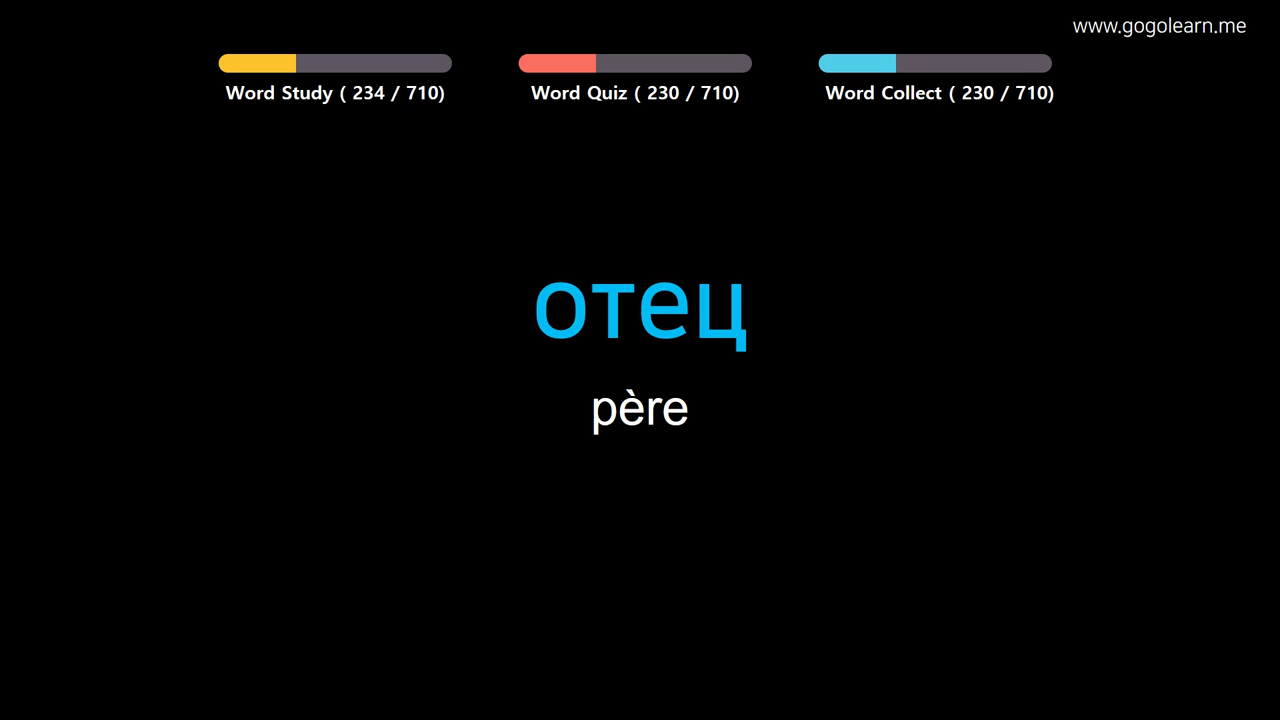 www.gogolearn.me
Word Study ( 234 / 710)
Word Quiz ( 230 / 710)
Word Collect ( 230 / 710)
отец
père